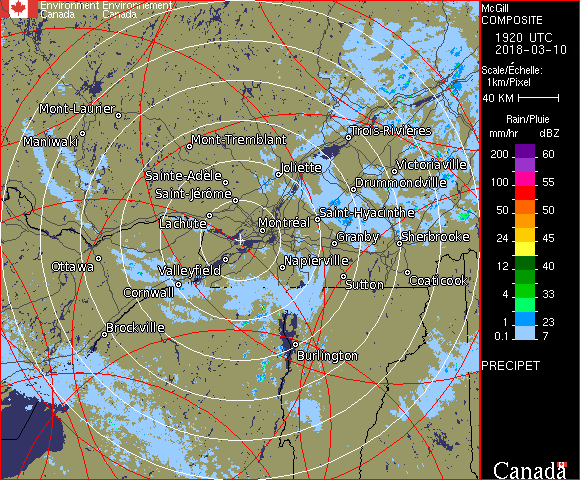 Environment Environnement
Canada Canada
McGill
COMPOSITE
1920 UTC
2018-03-10
Scale/Échelle:
1km/Pixel
40 KM
Rain/Pluie
mm/hr dBZ
200 60
100 55
50 50
24 45
12 40
4 33
1 23
0.1 7
PRECIPET
Canada
Mont-Laurier
Maniwaki
Mont-Tremblant
Trois-Rivières
Sainte-Adèle
Joliette
Victoriaville
Saint-Jérôme
Drummondville
Lachute
Montréal
Saint-Hyacinthe
Granby
Sherbrooke
Ottawa
Valleyfield
Napierville
Cornwall
Sutton
Coaticook
Brockville
Burlington